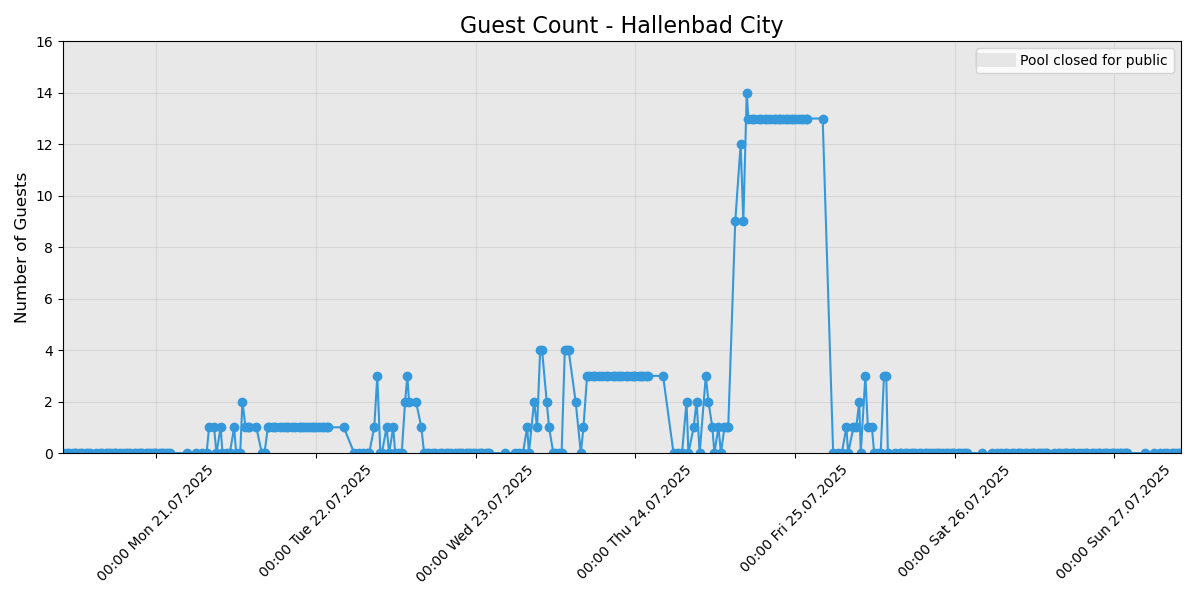 Guest Count - Hallenbad City
Pool closed for public
Number of Guests
16
14
12
10
8
6
4
2
0
00:00 Mon 21.07.2025
00:00 Tue 22.07.2025
00:00 Wed 23.07.2025
00:00 Thu 24.07.2025
00:00 Fri 25.07.2025
00:00 Sat 26.07.2025
00:00 Sun 27.07.2025